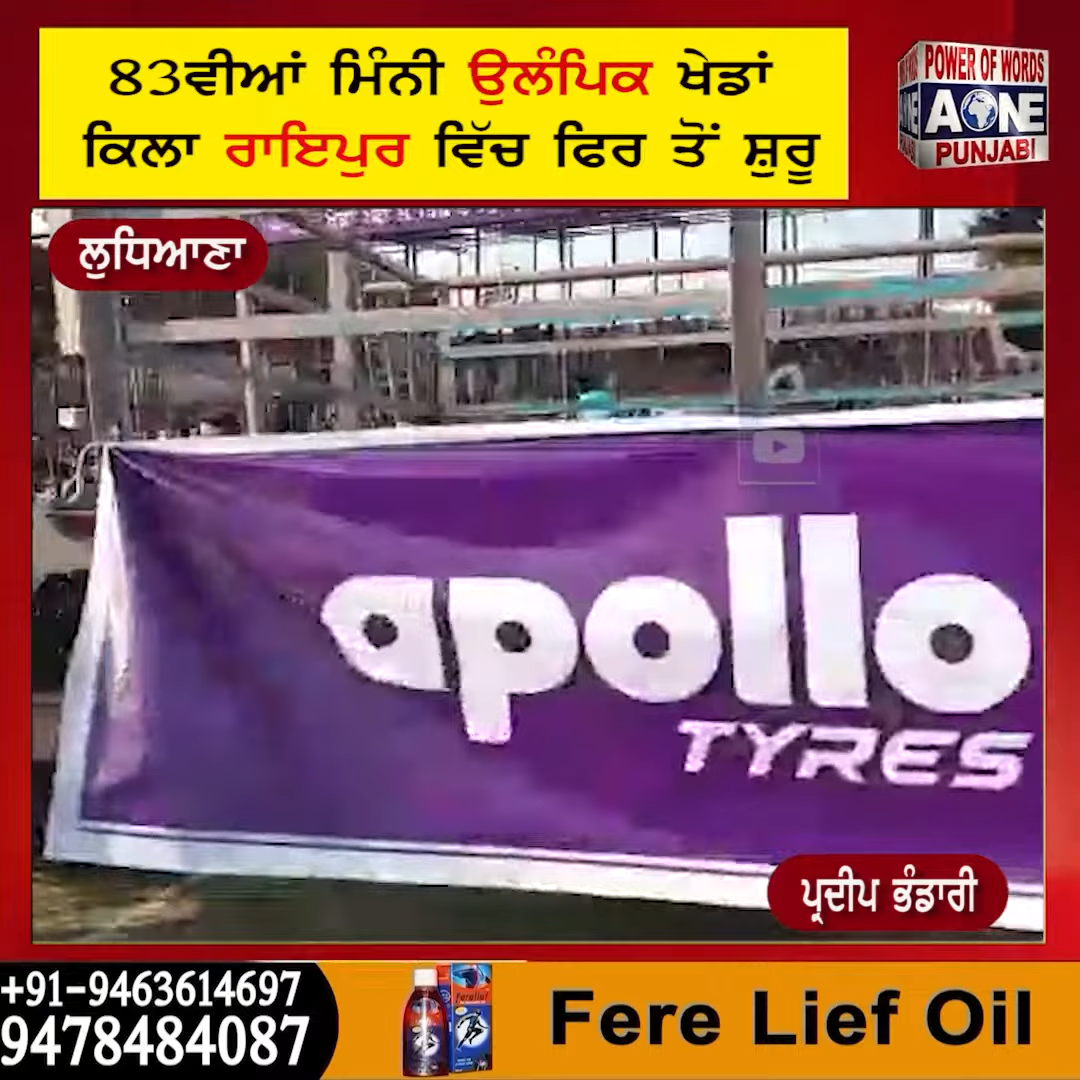 83ਵੀਆਂ ਮਿੰਨੀ ਉਲੰਪਿਕ ਖੇਡਾਂ
ਕਿਲਾ ਰਾਇਪੁਰ ਵਿੱਚ ਫਿਰ ਤੋਂ ਸ਼ੁਰੂ
POWER OF WORDS
AONE
PUNJABI
ਲੁਧਿਆਣਾ
apollo
TYRES
ਪ੍ਰਦੀਪ ਭੰਡਾਰੀ
+91-9463614697
9478484087
Fere Lief Oil